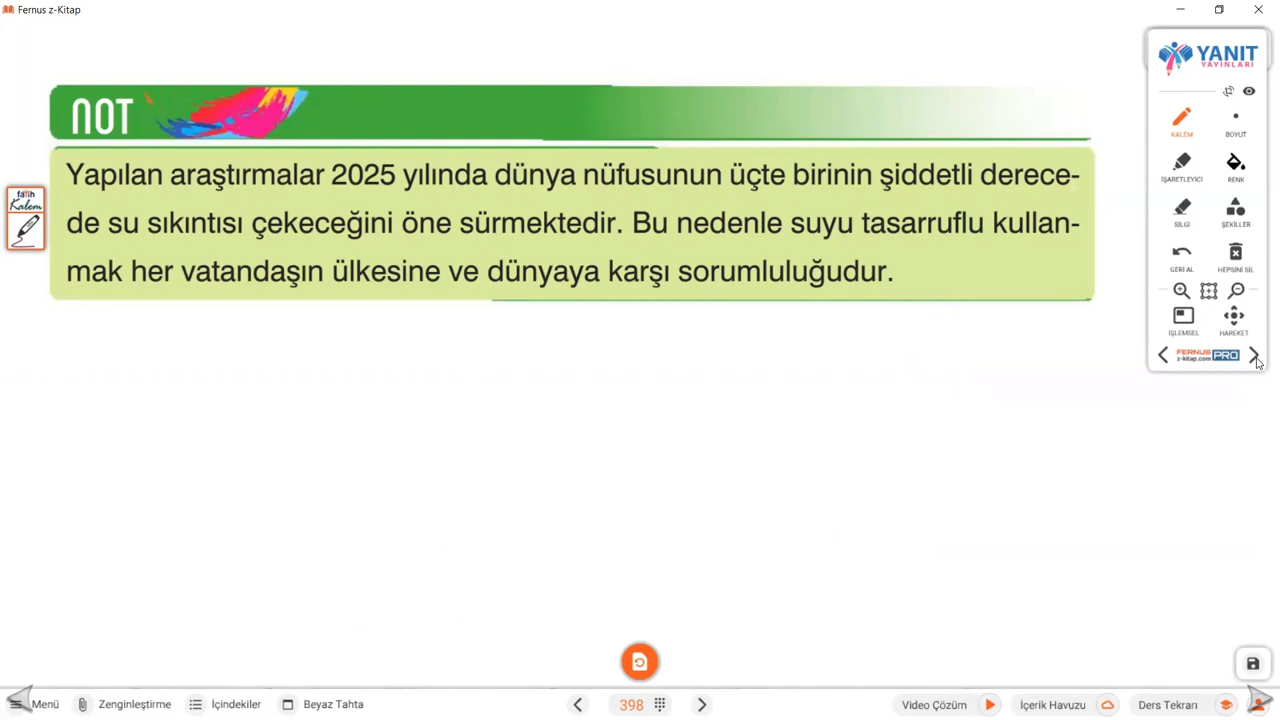 Fernus z-Kitap
YANIT
YAYINLARI
NOT
Yapılan araştırmalar 2025 yılında dünya nüfusunun üçte birinin şiddetli derece-
de su sıkıntısı çekeceğini öne sürmektedir. Bu nedenle suyu tasarruflu kullan-
mak her vatandaşın ülkesine ve dünyaya karşı sorumluluğudur.
fatih
Kalem
KALEM
BOYUT
İŞARETLEYİCİ
RENK
SİLGİ
ŞEKİLLER
GERİ AL
HEPSİNİ SİL
İŞLEMSEL
HAREKET
FERNUS
z-kitap.com
PRO
Menü
Zenginleştirme
İçindekiler
Beyaz Tahta
398
Video Çözüm
İçerik Havuzu
Ders Tekrarı